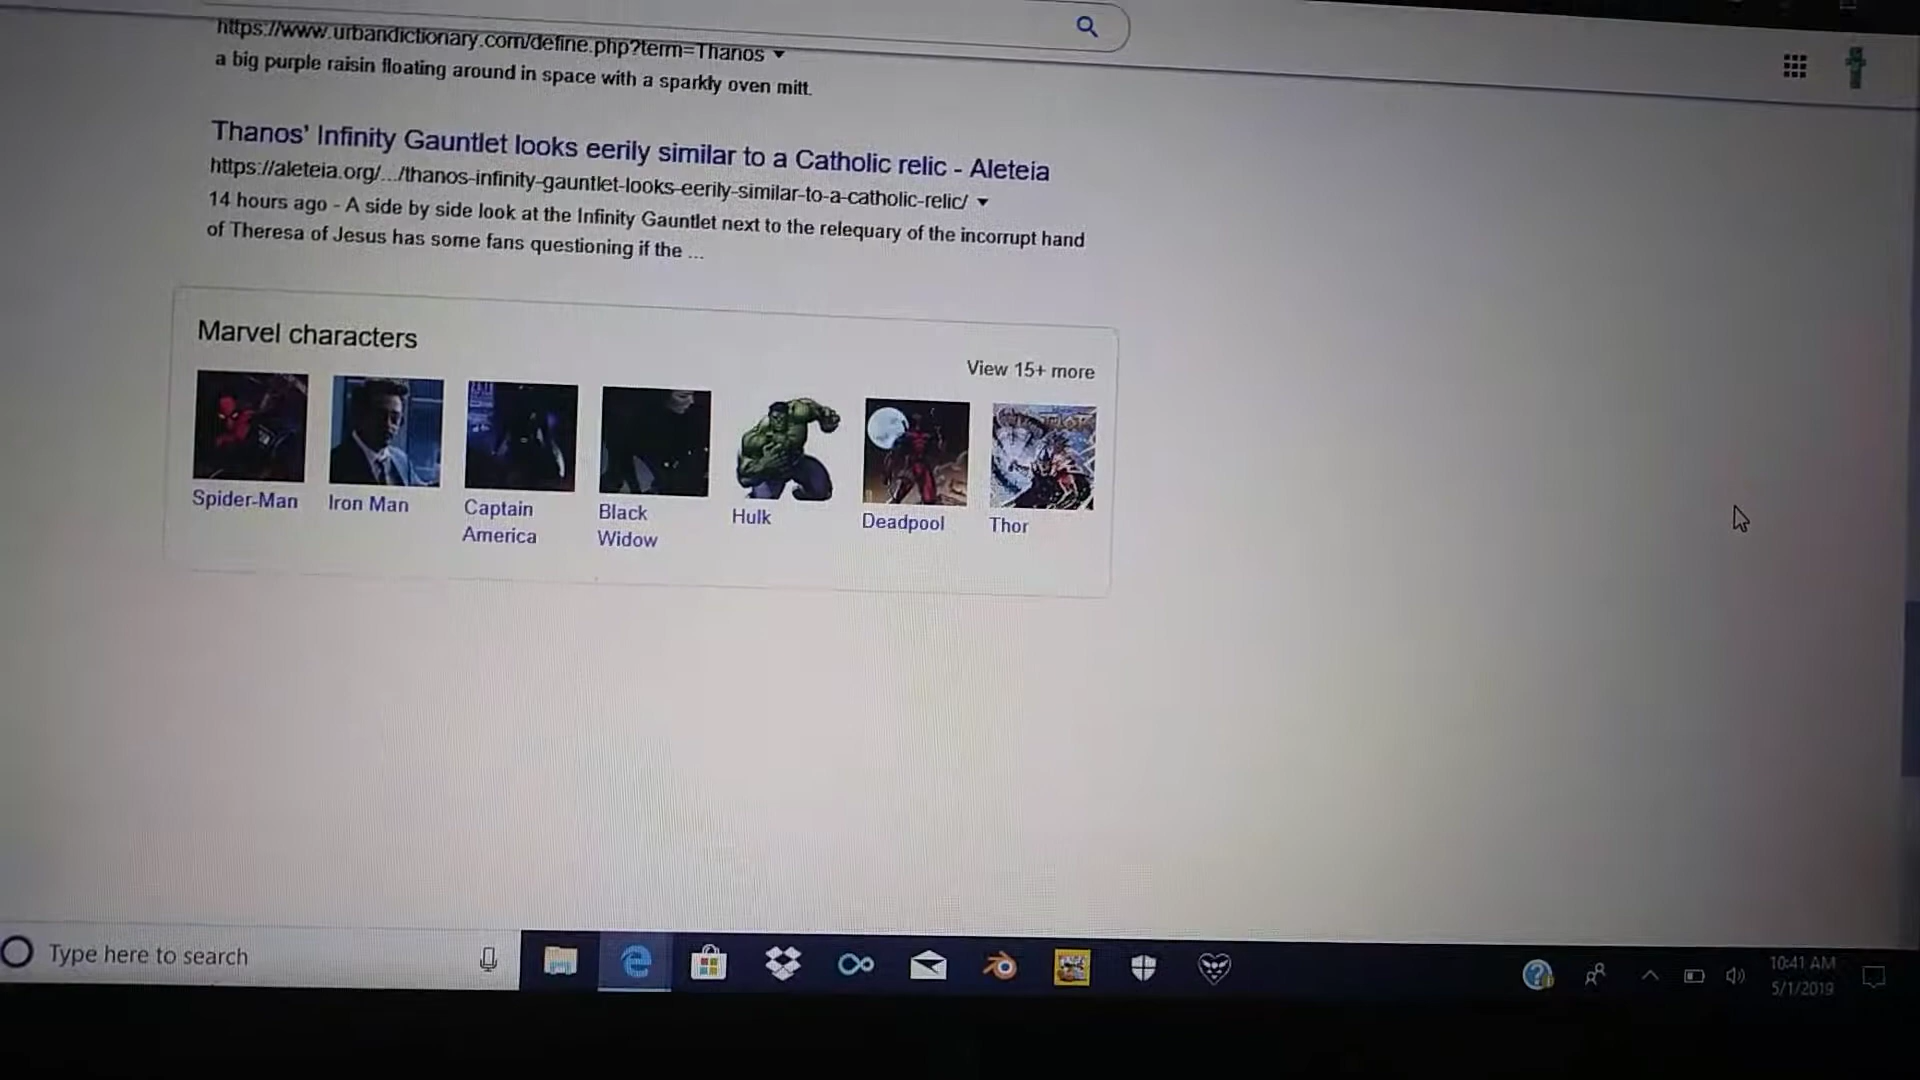 https://www.urbandictionary.com/define.php?term=Thanos
a big purple raisin floating around in space with a sparkly oven mitt.
Thanos' Infinity Gauntlet looks eerily similar to a Catholic relic - Aleteia
https://aleteia.org/.../thanos-infinity-gauntlet-looks-eerily-similar-to-a-catholic-relic/
14 hours ago - A side by side look at the Infinity Gauntlet next to the relequary of the incorrupt hand
of Theresa of Jesus has some fans questioning if the ...
Marvel characters
View 15+ more
Spider-Man
Iron Man
Captain
America
Black
Widow
Hulk
Deadpool
Thor
Type here to search
10:41 AM
5/1/2019